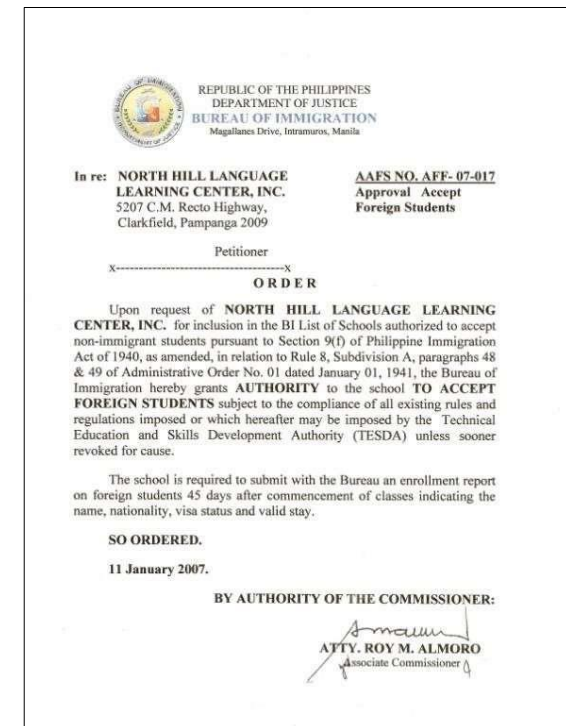 REPUBLIC OF THE PHILIPPINES
DEPARTMENT OF JUSTICE
BUREAU OF IMMIGRATION
Magallanes Drive, Intramuros, Manila
In re: NORTH HILL LANGUAGE
LEARNING CENTER, INC.
5207 C.M. Recto Highway,
Clarkfield, Pampanga 2009
AAFS NO. AFF- 07-017
Approval Accept
Foreign Students
Petitioner
x------------------------------------x
O R D E R
Upon request of NORTH HILL LANGUAGE LEARNING
CENTER, INC. for inclusion in the BI List of Schools authorized to accept
non-immigrant students pursuant to Section 9(f) of Philippine Immigration
Act of 1940, as amended, in relation to Rule 8, Subdivision A, paragraphs 48
& 49 of Administrative Order No. 01 dated January 01, 1941, the Bureau of
Immigration hereby grants AUTHORITY to the school TO ACCEPT
FOREIGN STUDENTS subject to the compliance of all existing rules and
regulations imposed or which hereafter may be imposed by the Technical
Education and Skills Development Authority (TESDA) unless sooner
revoked for cause.
The school is required to submit with the Bureau an enrollment report
on foreign students 45 days after commencement of classes indicating the
name, nationality, visa status and valid stay.
SO ORDERED.
11 January 2007.
BY AUTHORITY OF THE COMMISSIONER:
ATTY. ROY M. ALMORO
Associate Commissioner